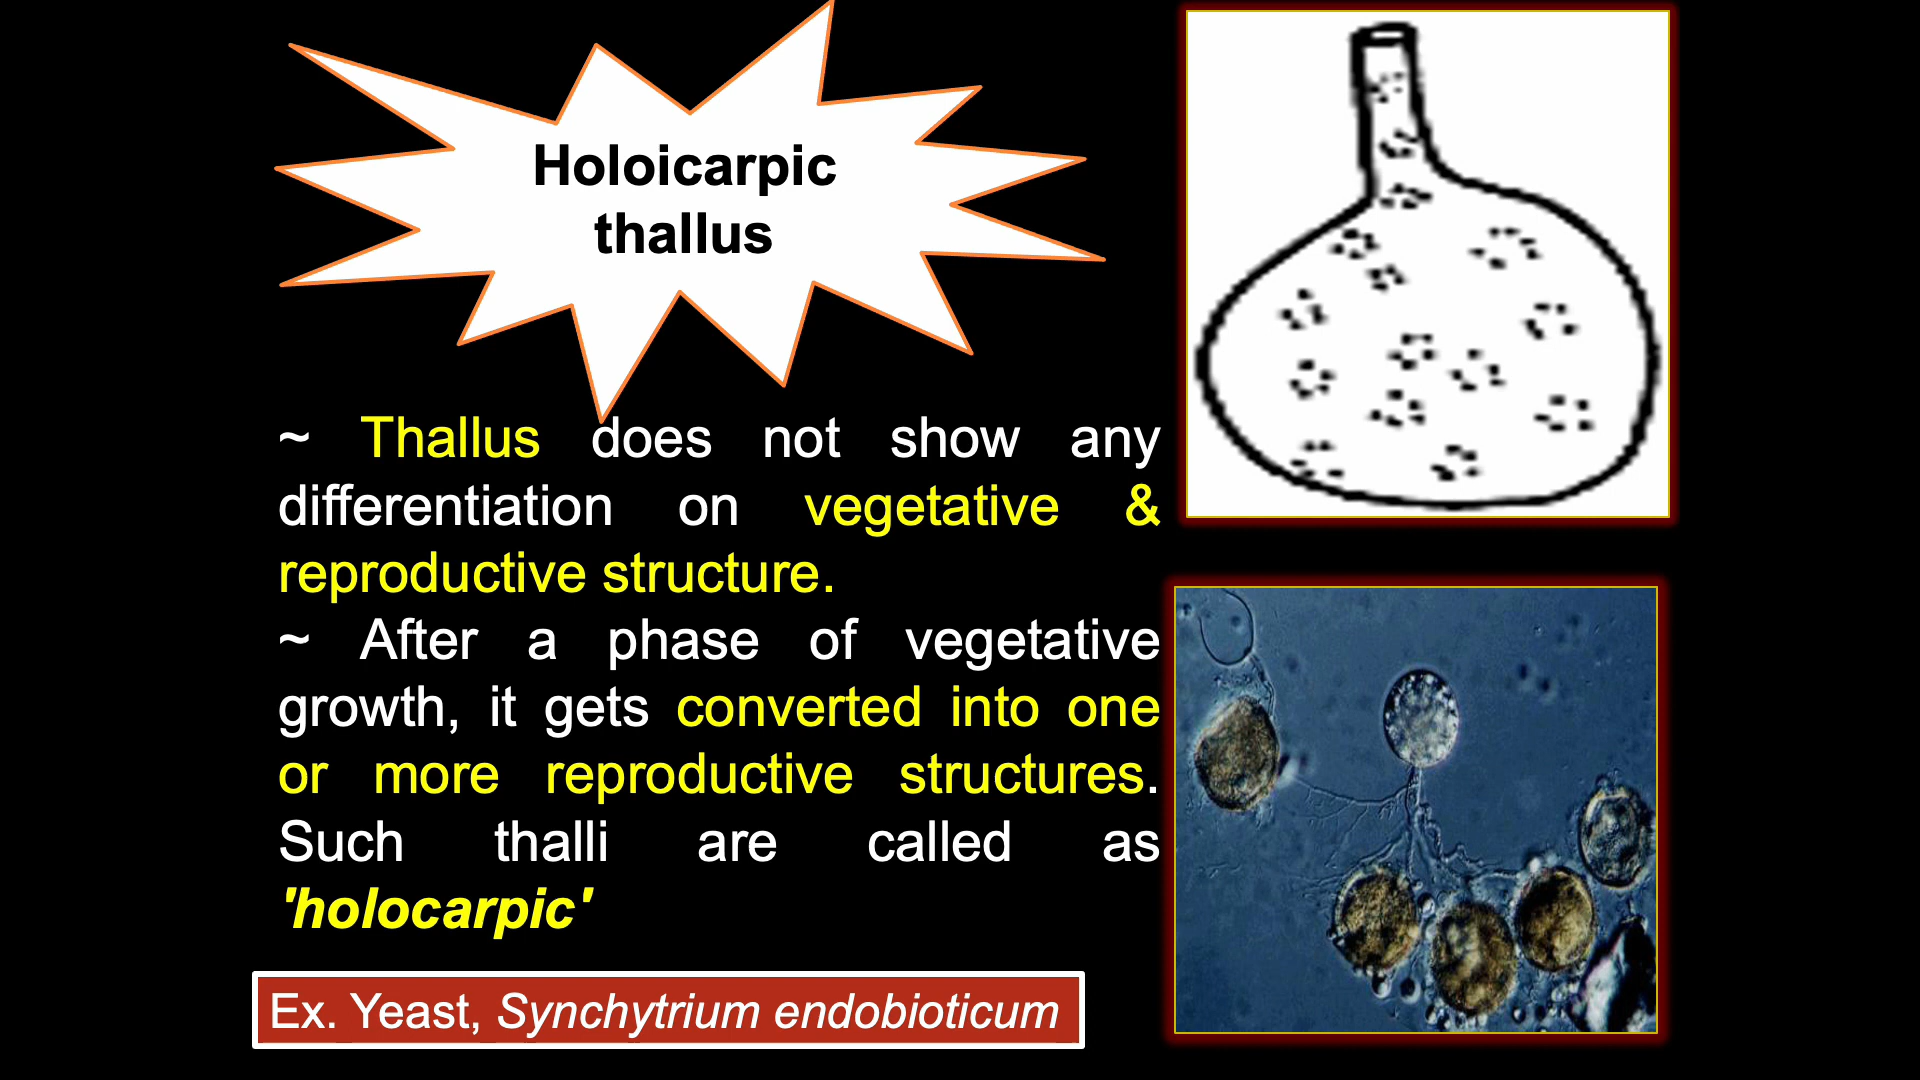 Holoicarpic
thallus
~ Thallus does not show any
differentiation on vegetative &
reproductive structure.
~ After a phase of vegetative
growth, it gets converted into one
or more reproductive structures.
Such thalli are called as
'holocarpic'
Ex. Yeast, Synchytrium endobioticum